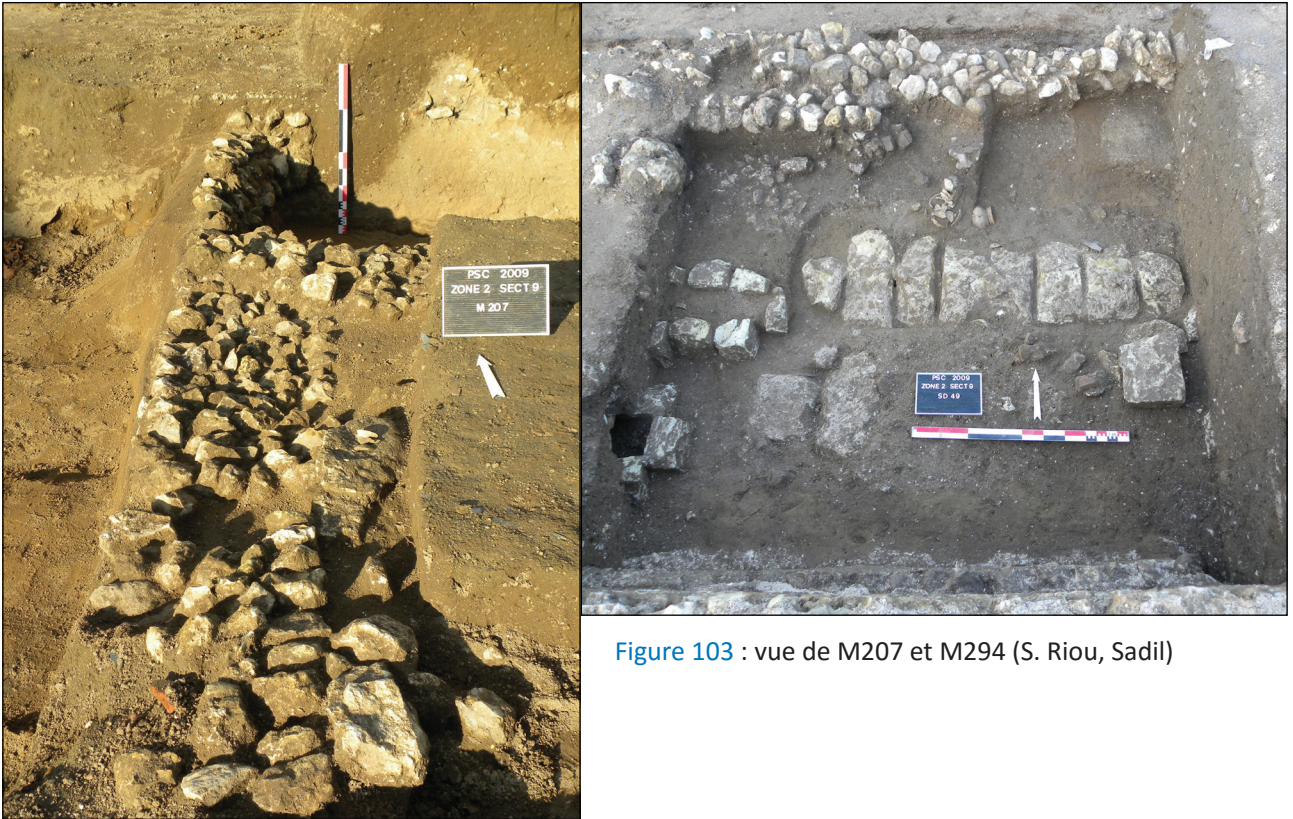 PSC 2009
ZONE 2 SECT 9
M 207
PSC 2009
ZONE 2 SECT 9
SD 49
Figure 103 : vue de M207 et M294 (S. Riou, Sadil)